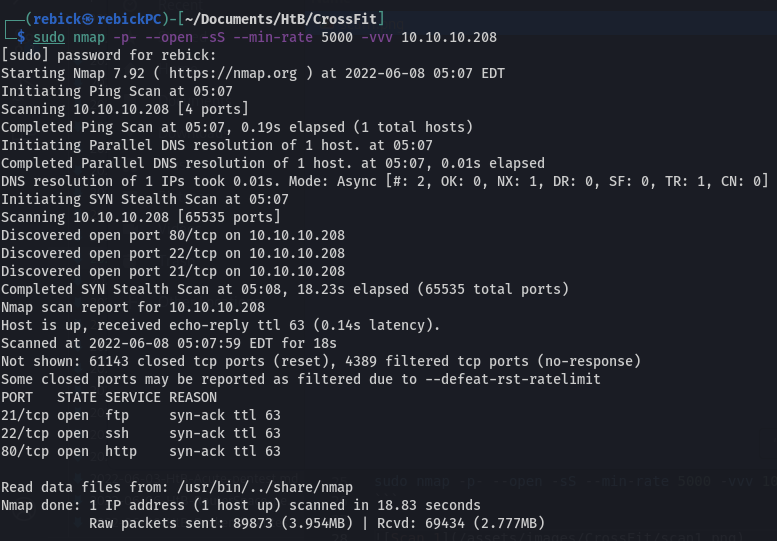 ┌──(rebick㉿rebickPC)-[~/Documents/HtB/CrossFit]
└─$ sudo nmap -p- --open -sS --min-rate 5000 -vvv 10.10.10.208
[sudo] password for rebick:
Starting Nmap 7.92 ( https://nmap.org ) at 2022-06-08 05:07 EDT
Initiating Ping Scan at 05:07
Scanning 10.10.10.208 [4 ports]
Completed Ping Scan at 05:07, 0.19s elapsed (1 total hosts)
Initiating Parallel DNS resolution of 1 host. at 05:07
Completed Parallel DNS resolution of 1 host. at 05:07, 0.01s elapsed
DNS resolution of 1 IPs took 0.01s. Mode: Async [#: 2, OK: 0, NX: 1, DR: 0, SF: 0, TR: 1, CN: 0]
Initiating SYN Stealth Scan at 05:07
Scanning 10.10.10.208 [65535 ports]
Discovered open port 80/tcp on 10.10.10.208
Discovered open port 22/tcp on 10.10.10.208
Discovered open port 21/tcp on 10.10.10.208
Completed SYN Stealth Scan at 05:08, 18.23s elapsed (65535 total ports)
Nmap scan report for 10.10.10.208
Host is up, received echo-reply ttl 63 (0.14s latency).
Scanned at 2022-06-08 05:07:59 EDT for 18s
Not shown: 61143 closed tcp ports (reset), 4389 filtered tcp ports (no-response)
Some closed ports may be reported as filtered due to --defeat-rst-ratelimit
PORT   STATE SERVICE REASON
21/tcp open  ftp     syn-ack ttl 63
22/tcp open  ssh     syn-ack ttl 63
80/tcp open  http    syn-ack ttl 63
Read data files from: /usr/bin/../share/nmap
Nmap done: 1 IP address (1 host up) scanned in 18.83 seconds
           Raw packets sent: 89873 (3.954MB) | Rcvd: 69434 (2.777MB)